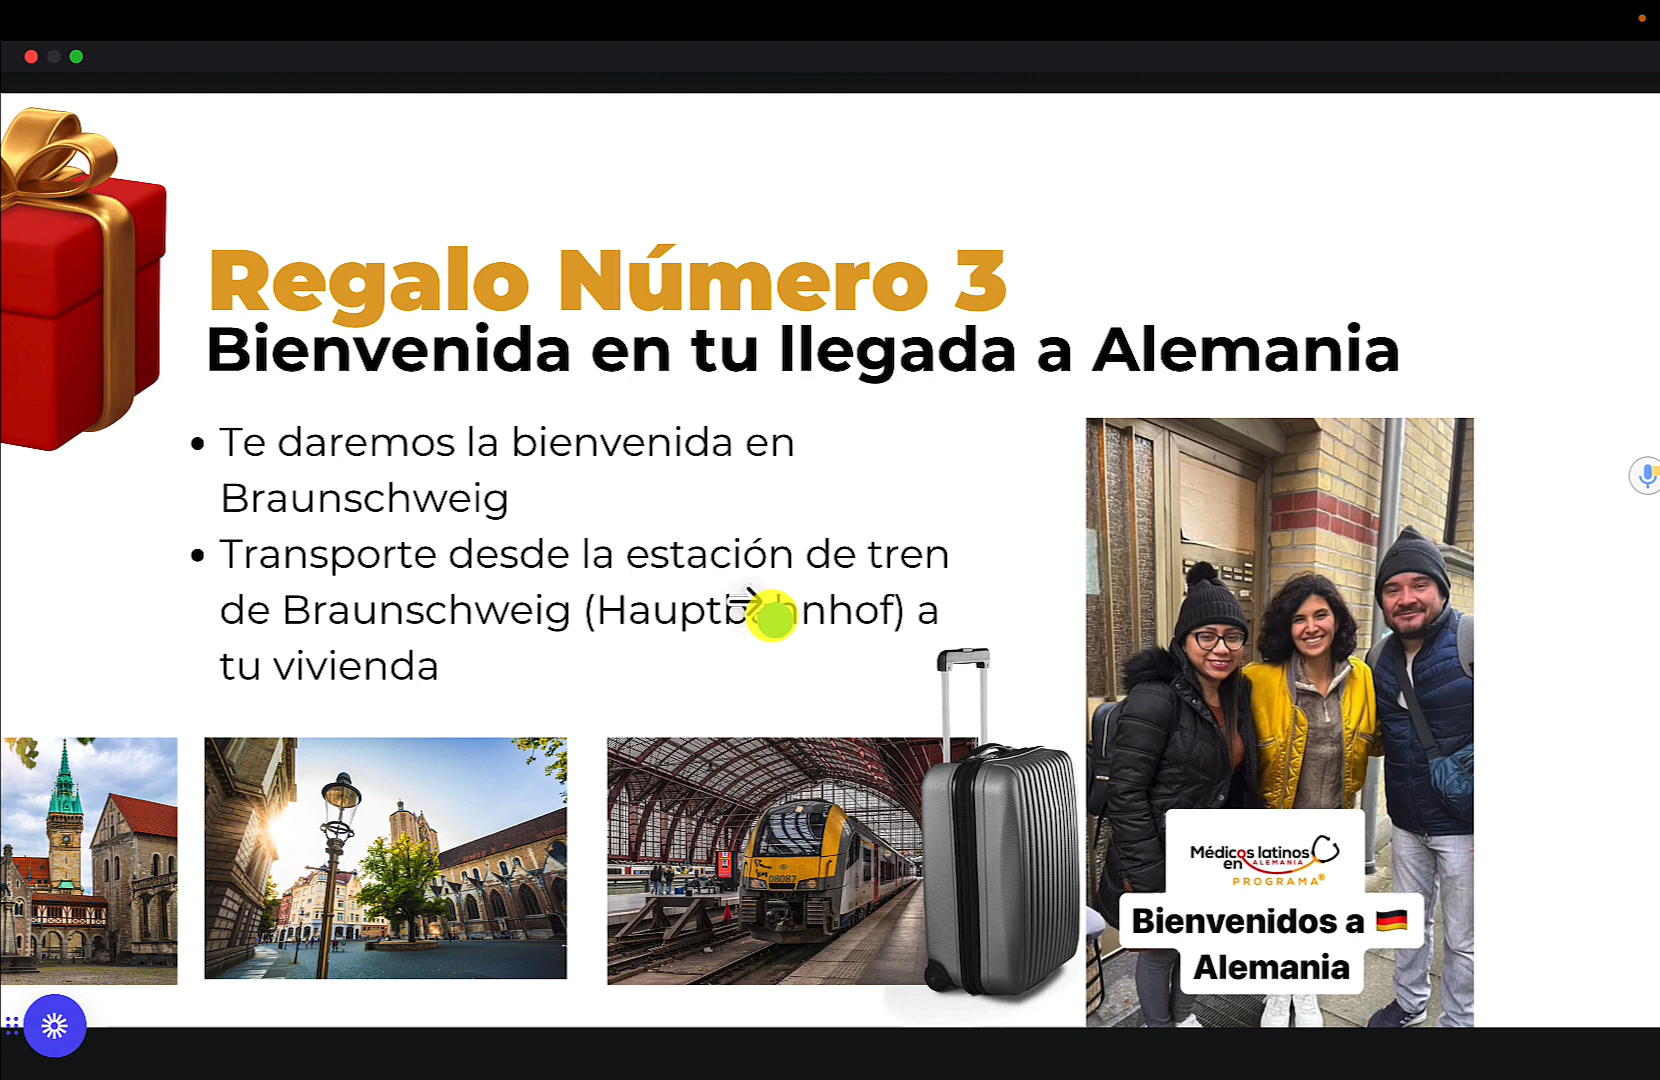 Regalo Número 3
Bienvenida en tu llegada a Alemania
• Te daremos la bienvenida en
Braunschweig
• Transporte desde la estación de tren
de Braunschweig (Hauptbahnhof) a
tu vivienda
08087
Médicos latinos
en ALEMANIA
PROGRAMA®
Bienvenidos a 🇩🇪
Alemania